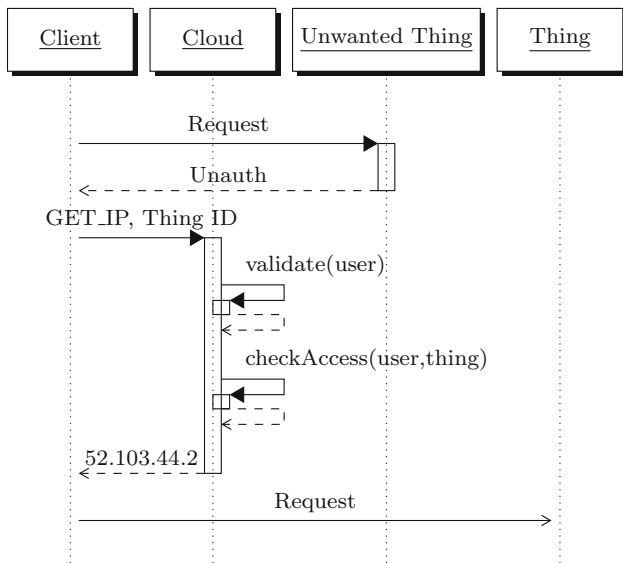 Client
Cloud
Unwanted Thing
Thing
Request
Unauth
GET_IP, Thing ID
validate(user)
checkAccess(user,thing)
52.103.44.2
Request